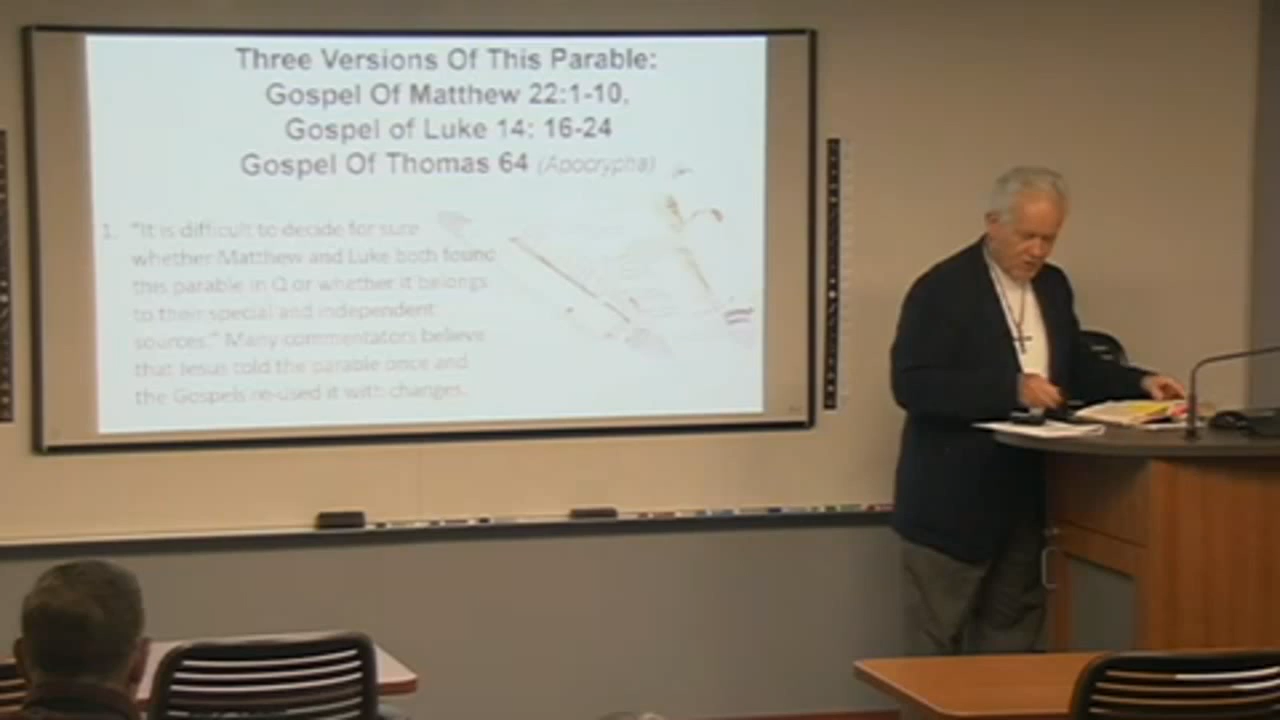 Three Versions Of This Parable:
Gospel Of Matthew 22:1-10,
Gospel of Luke 14: 16-24
Gospel Of Thomas 64 (Apocrypha)
1. "It is difficult to decide for sure
whether Matthew and Luke both found
this parable in Q or whether it belongs
to their special and independent
sources." Many commentators believe
that Jesus told the parable once and
the Gospels re-used it with changes.